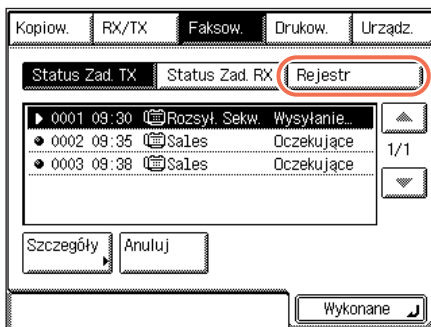 Kopiow. RX/TX Faksow. Drukow. Urządz.
Status Zad. TX Status Zad. RX Rejestr
0001 09:30 Rozsył. Sekw. Wysyłanie...
0002 09:35 Sales Oczekujące
0003 09:38 Sales Oczekujące
1/1
Szczegóły Anuluj
Wykonane